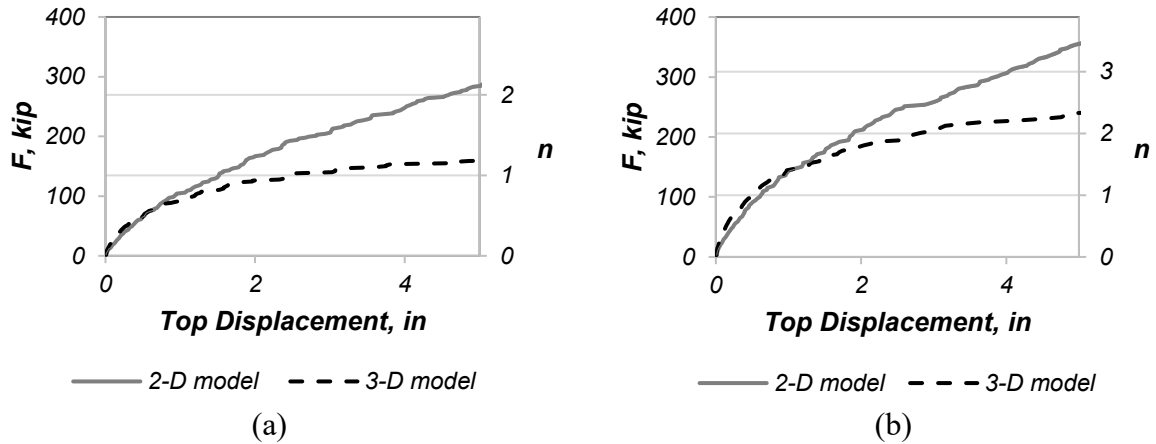 400
300
200
100
0
F, kip
2
1
0
n
0 2 4
Top Displacement, in
2-D model 3-D model
(a)
400
300
200
100
0
F, kip
3
2
1
0
n
0 2 4
Top Displacement, in
2-D model 3-D model
(b)